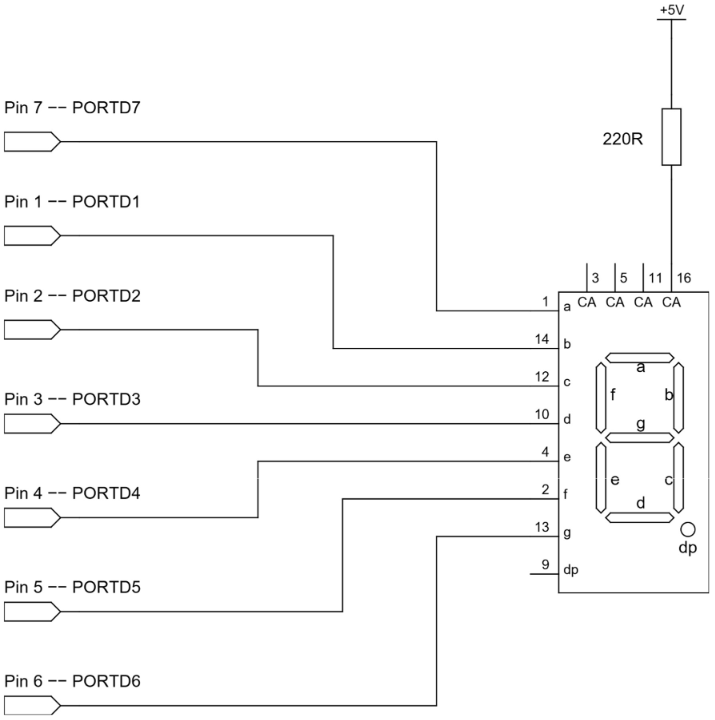 +5V
Pin 7 -- PORTD7
220R
Pin 1 -- PORTD1
3 5 11 16
Pin 2 -- PORTD2
CA CA CA CA
1 a
14 b
12 c
a
f b
Pin 3 -- PORTD3
10 d
g
4 e
e c
Pin 4 -- PORTD4
2 f
d
13 g
dp
9 dp
Pin 5 -- PORTD5
Pin 6 -- PORTD6